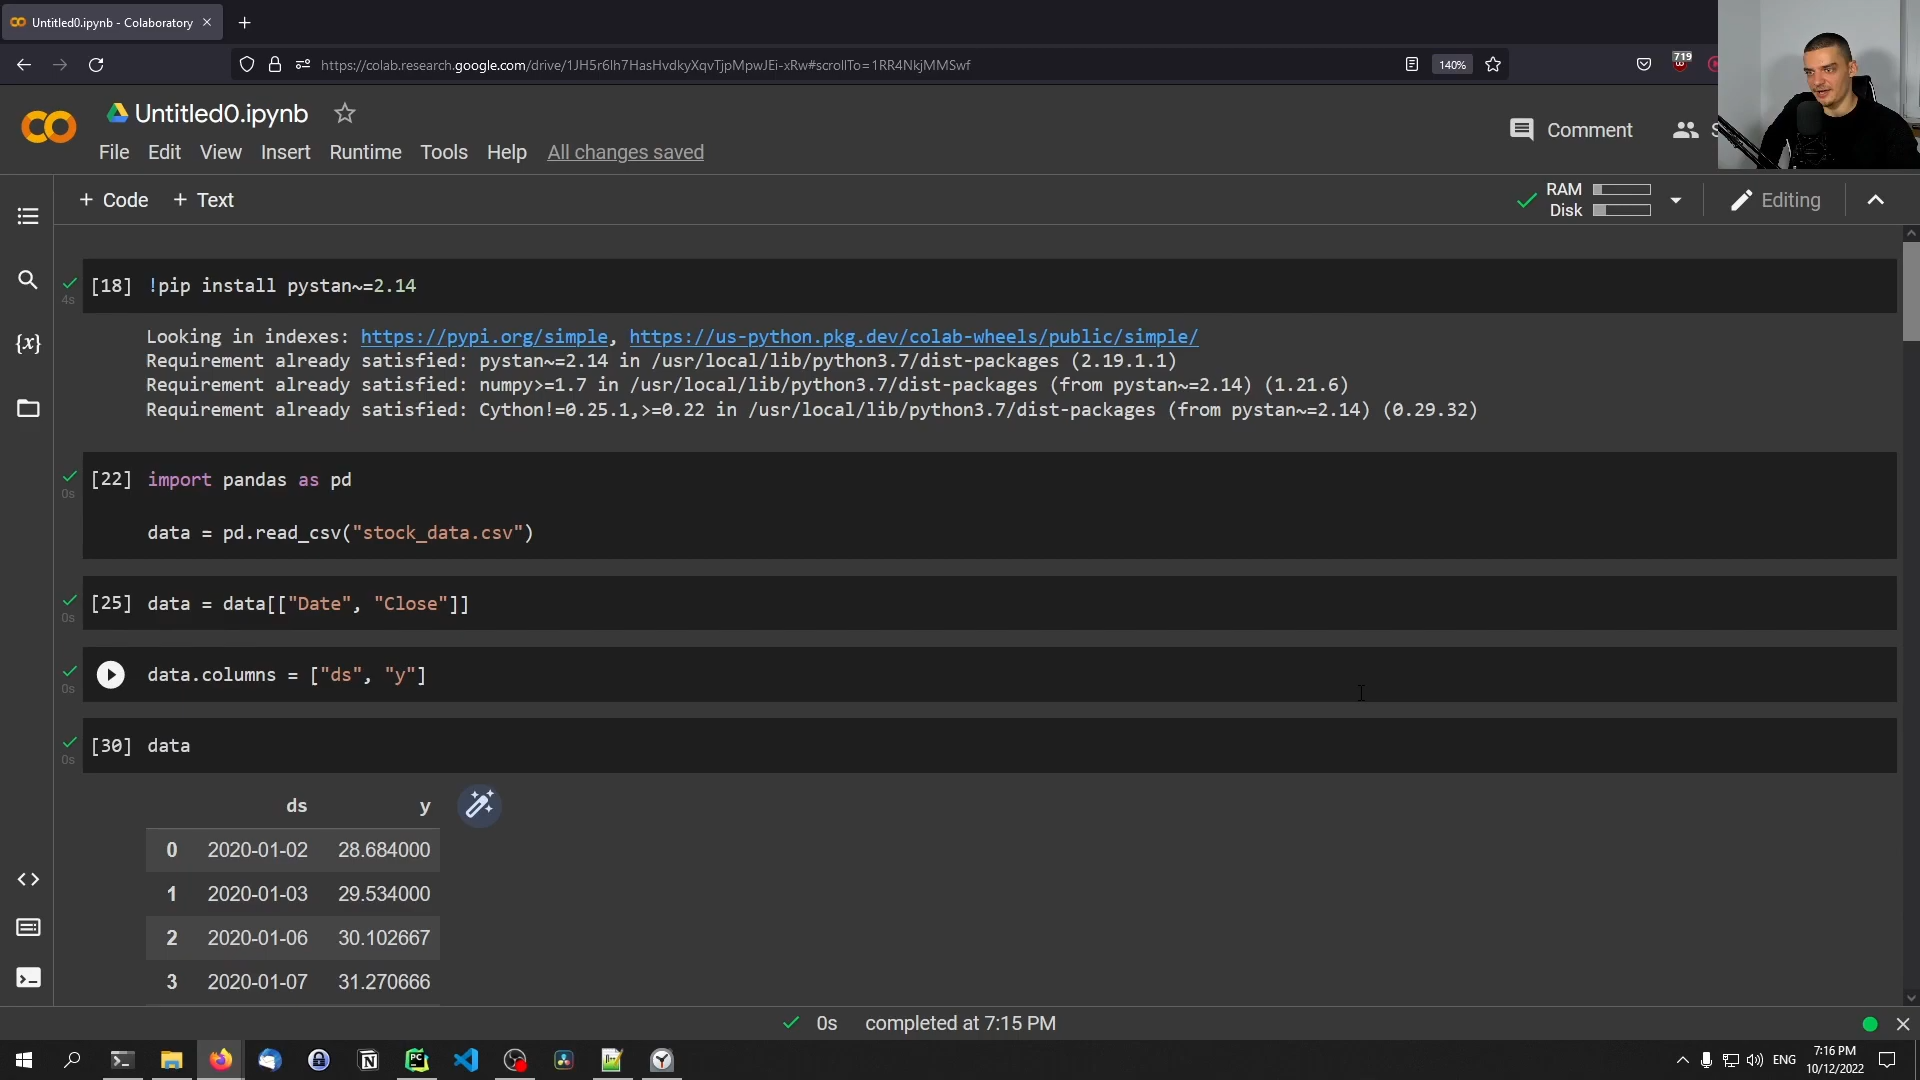 Untitled0.ipynb - Colaboratory
https://colab.research.google.com/drive/1JH5r6lh7HasHvdkyXqvTjpMpwJEi-xRw#scrollTo=1RR4NkjMMSwf
140%
719
Untitled0.ipynb
Comment
S
File Edit View Insert Runtime Tools Help All changes saved
+ Code + Text
RAM
Disk
Editing
[18] !pip install pystan~=2.14
4s
Looking in indexes: https://pypi.org/simple, https://us-python.pkg.dev/colab-wheels/public/simple/
Requirement already satisfied: pystan~=2.14 in /usr/local/lib/python3.7/dist-packages (2.19.1.1)
Requirement already satisfied: numpy>=1.7 in /usr/local/lib/python3.7/dist-packages (from pystan~=2.14) (1.21.6)
Requirement already satisfied: Cython!=0.25.1,>=0.22 in /usr/local/lib/python3.7/dist-packages (from pystan~=2.14) (0.29.32)
{x}
[22] import pandas as pd
0s
data = pd.read_csv("stock_data.csv")
[25] data = data[["Date", "Close"]]
0s
data.columns = ["ds", "y"]
0s
[30] data
0s
ds y
0 2020-01-02 28.684000
1 2020-01-03 29.534000
2 2020-01-06 30.102667
3 2020-01-07 31.270666
0s completed at 7:15 PM
ENG
7:16 PM
10/12/2022